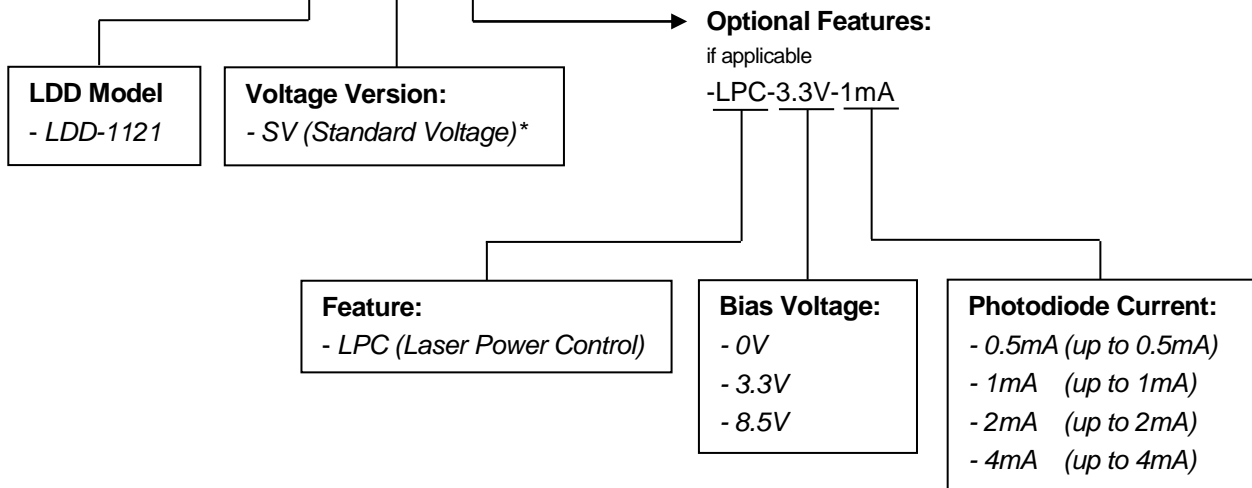 Optional Features:
if applicable
-LPC-3.3V-1mA
LDD Model
- LDD-1121
Voltage Version:
- SV (Standard Voltage)*
Feature:
- LPC (Laser Power Control)
Bias Voltage:
- 0V
- 3.3V
- 8.5V
Photodiode Current:
- 0.5mA (up to 0.5mA)
- 1mA (up to 1mA)
- 2mA (up to 2mA)
- 4mA (up to 4mA)